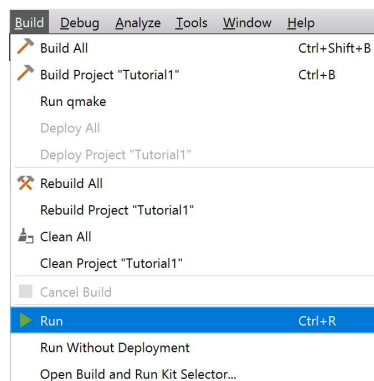 Build Debug Analyze Tools Window Help
Build All Ctrl+Shift+B
Build Project "Tutorial1" Ctrl+B
Run qmake
Deploy All
Deploy Project "Tutorial1"
Rebuild All
Rebuild Project "Tutorial1"
Clean All
Clean Project "Tutorial1"
Cancel Build
Run Ctrl+R
Run Without Deployment
Open Build and Run Kit Selector...